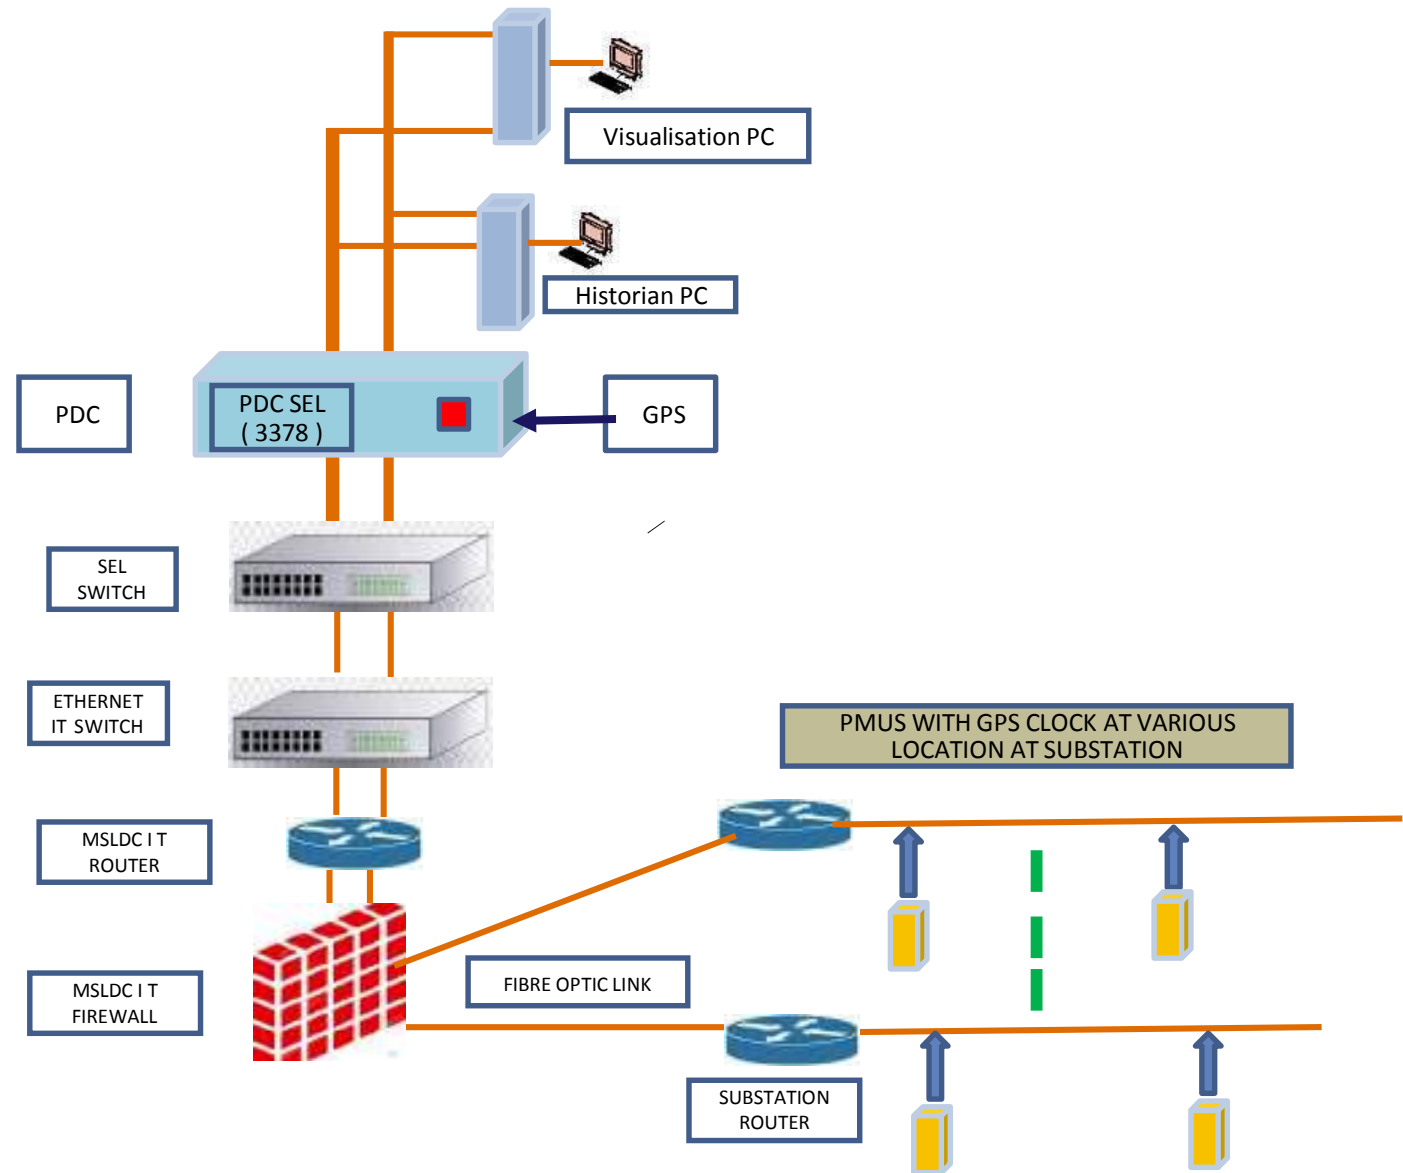 Visualisation PC
Historian PC
PDC
PDC SEL
( 3378 )
GPS
SEL
SWITCH
ETHERNET
IT SWITCH
PMUS WITH GPS CLOCK AT VARIOUS
LOCATION AT SUBSTATION
MSLDC I T
ROUTER
MSLDC I T
FIREWALL
FIBRE OPTIC LINK
SUBSTATION
ROUTER